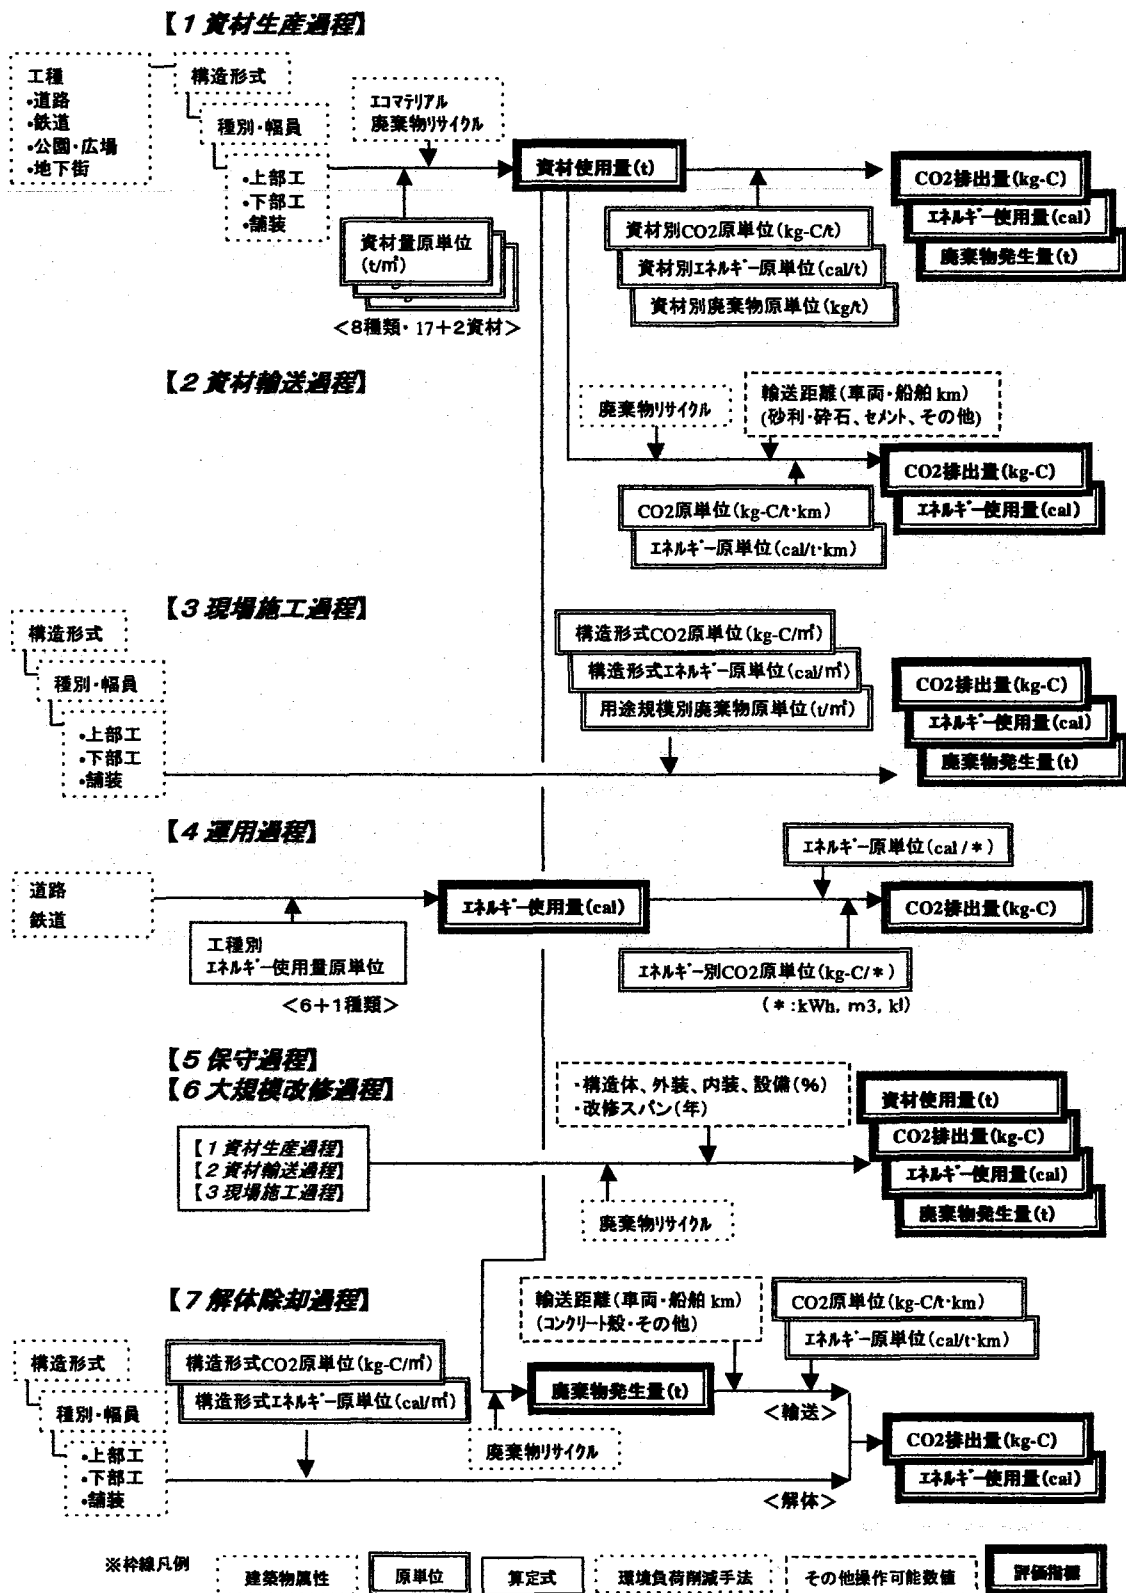 【1 資材生産過程】
工種
•道路
•鉄道
•公園・広場
•地下街
構造形式
種別・幅員
•上部工
•下部工
•舗装
エコマテリアル
廃棄物リサイクル
資材量原単位
(t/㎡)
<8種類・17+2資材>
資材使用量(t)
資材別CO2原単位(kg-C/t)
資材別エネルギー原単位(cal/t)
資材別廃棄物原単位(kg/t)
CO2排出量(kg-C)
エネルギー使用量(cal)
廃棄物発生量(t)
【2 資材輸送過程】
廃棄物リサイクル
輸送距離(車両・船舶 km)
(砂利・砕石、セメント、その他)
CO2原単位(kg-C/t・km)
エネルギー原単位(cal/t・km)
CO2排出量(kg-C)
エネルギー使用量(cal)
【3 現場施工過程】
構造形式
種別・幅員
•上部工
•下部工
•舗装
構造形式CO2原単位(kg-C/㎡)
構造形式エネルギー原単位(cal/㎡)
用途規模別廃棄物原単位(t/㎡)
CO2排出量(kg-C)
エネルギー使用量(cal)
廃棄物発生量(t)
【4 運用過程】
道路
鉄道
工種別
エネルギー使用量原単位
<6+1種類>
エネルギー使用量(cal)
エネルギー原単位(cal/*)
エネルギー別CO2原単位(kg-C/*)
(*:kWh, m3, kl)
CO2排出量(kg-C)
【5 保守過程】
【6 大規模改修過程】
【1 資材生産過程】
【2 資材輸送過程】
【3 現場施工過程】
・構造体、外装、内装、設備(%)
・改修スパン(年)
廃棄物リサイクル
資材使用量(t)
CO2排出量(kg-C)
エネルギー使用量(cal)
廃棄物発生量(t)
【7 解体除却過程】
構造形式
種別・幅員
•上部工
•下部工
•舗装
構造形式CO2原単位(kg-C/㎡)
構造形式エネルギー原単位(cal/㎡)
廃棄物リサイクル
輸送距離(車両・船舶 km)
(コンクリート殻・その他)
廃棄物発生量(t)
CO2原単位(kg-C/t・km)
エネルギー原単位(cal/t・km)
<輸送>
<解体>
CO2排出量(kg-C)
エネルギー使用量(cal)
※枠線凡例
建築物属性
原単位
算定式
環境負荷削減手法
その他操作可能数値
評価指標